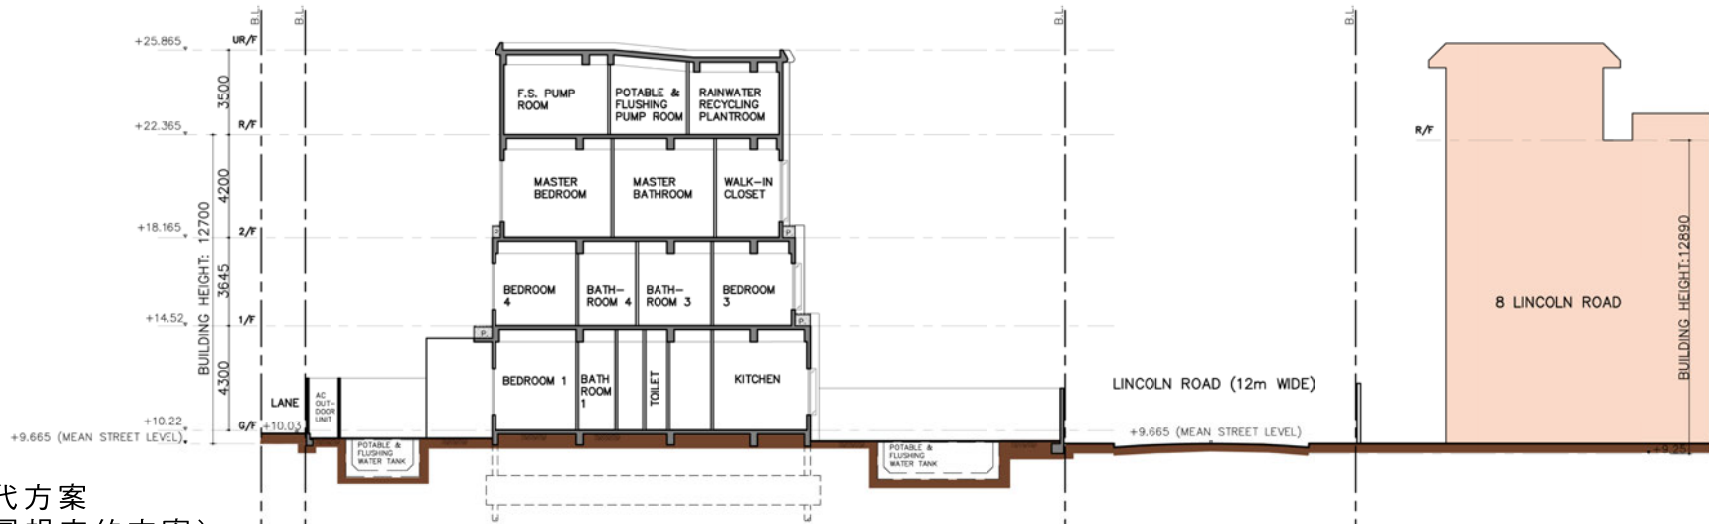 B.L.
B.L.
B.L.
B.L.
+25.865
UR/F
3500
F.S. PUMP
ROOM
POTABLE &
FLUSHING
PUMP ROOM
RAINWATER
RECYCLING
PLANTROOM
+22.365
R/F
R/F
4200
MASTER
BEDROOM
MASTER
BATHROOM
WALK-IN
CLOSET
BUILDING HEIGHT: 12700
+18.165
2/F
P
P
3645
BEDROOM
4
BATH-
ROOM 4
BATH-
ROOM 3
BEDROOM
3
8 LINCOLN ROAD
BUILDING HEIGHT:12890
+14.52
1/F
P.
P.
4300
BEDROOM 1
BATH
ROOM
1
TOILET
KITCHEN
LINCOLN ROAD (12m WIDE)
LANE
AC
OUT-
DOOR
UNIT
+10.22
G/F
+10.03
+9.665 (MEAN STREET LEVEL)
+9.665 (MEAN STREET LEVEL)
POTABLE &
FLUSHING
WATER TANK
POTABLE &
FLUSHING
WATER TANK
+9.25
代方案